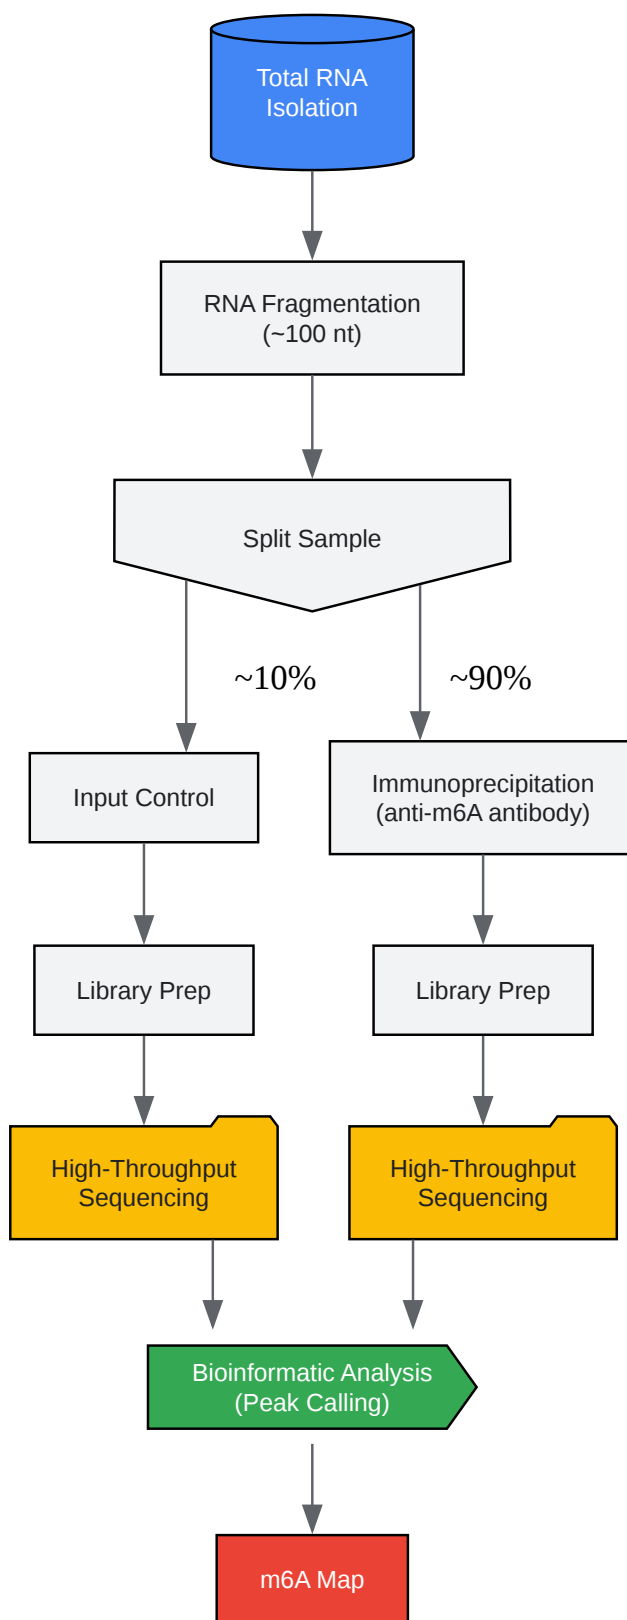 Total RNA
Isolation
RNA Fragmentation
(~100 nt)
Split Sample
~10%
~90%
Input Control
Immunoprecipitation
(anti-m6A antibody)
Library Prep
Library Prep
High-Throughput
Sequencing
High-Throughput
Sequencing
Bioinformatic Analysis
(Peak Calling)
m6A Map